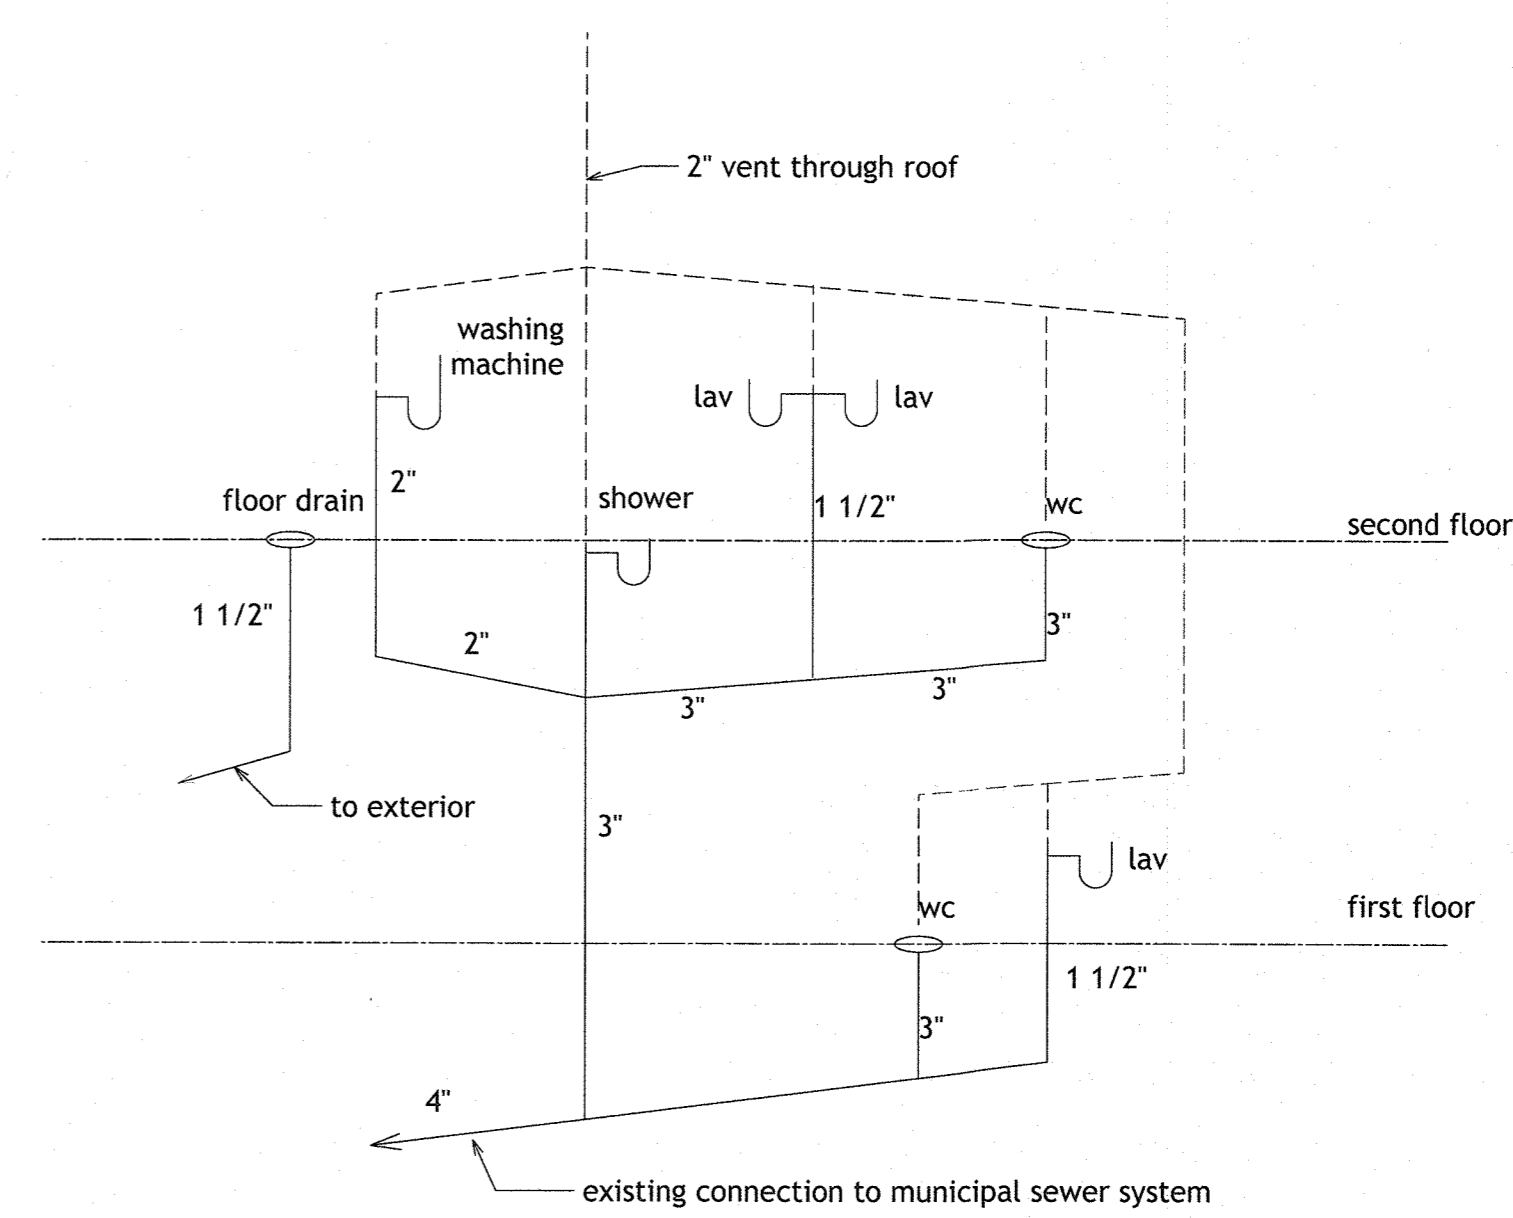 2" vent through roof
washing
machine
lav
lav
2"
floor drain
shower
1 1/2"
wc
second floor
1 1/2"
2"
3"
3"
3"
to exterior
3"
lav
wc
first floor
1 1/2"
3"
4"
existing connection to municipal sewer system